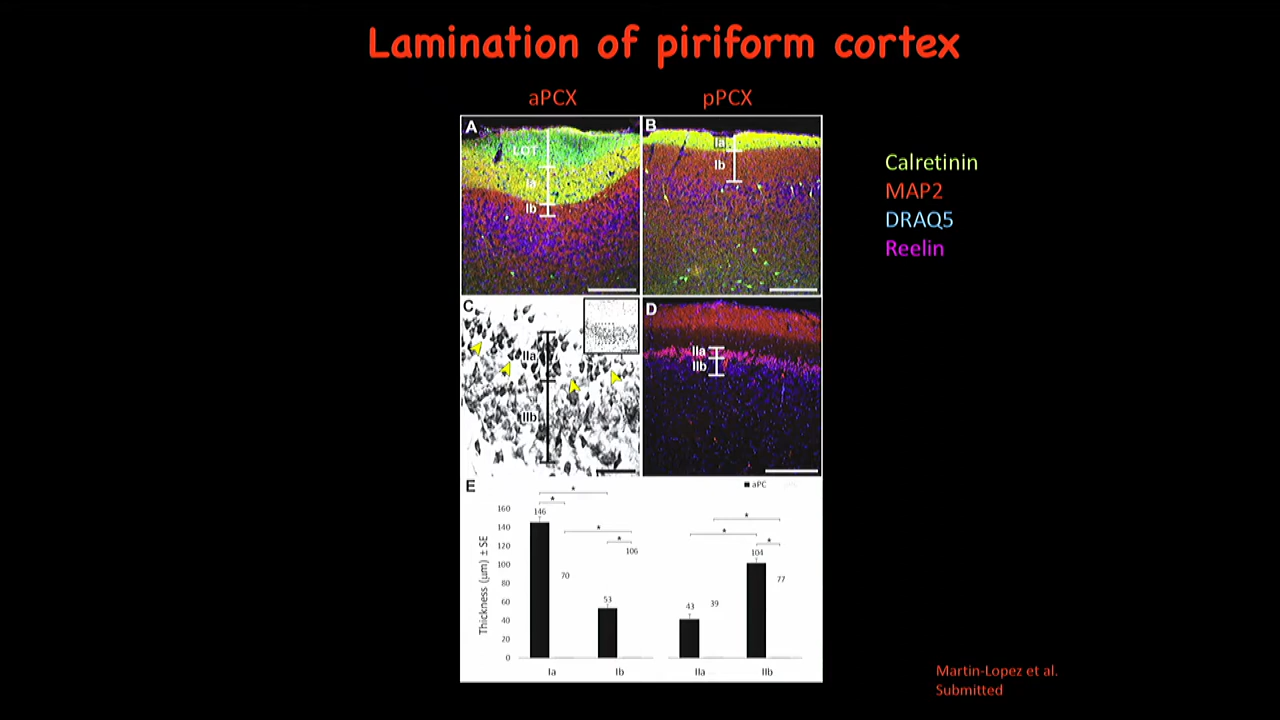 Lamination of piriform cortex
aPCX
pPCX
A
LOT
Ia
Ib
B
Ia
Ib
Calretinin
MAP2
DRAQ5
Reelin
C
IIa
IIb
D
IIa
IIb
E
aPC
Thickness (μm) ± SE
160
140
120
100
80
60
40
20
0
*
*
146
70
*
*
53
106
*
*
43
39
*
104
77
Ia
Ib
IIa
IIb
Martin-Lopez et al.
Submitted